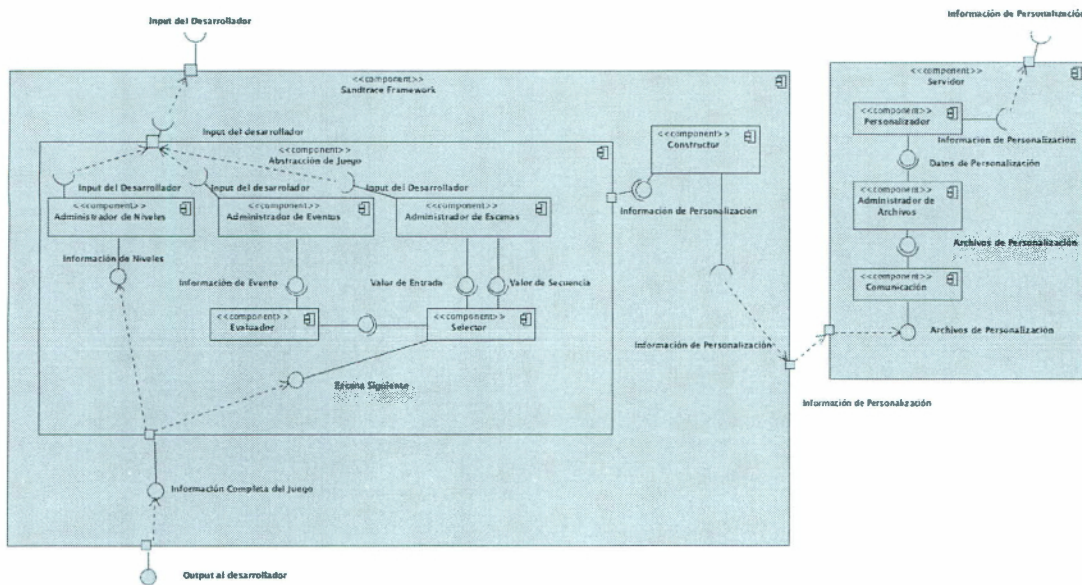 Input del Desarrollador
<<component>>
Sandtrace Framework
Input del desarrollador
<<component>>
Abstracción de Juego
Input del Desarrollador
Input del desarrolador
Input del Desarrollador
<<component>>
Administrador de Niveles
<<component>>
Administrador de Eventos
<<component>>
Administrador de Escenas
Información de Niveles
Información de Evento
Valor de Entrada
Valor de Secuencia
<<component>>
Evaluador
<<component>>
Selector
Escena Siguiente
Información Completa del Juego
Output al desarrollador
<<component>>
Constructor
Información de Personalización
Información de Personalización
Información de Personalización
Información de Personalización
<<component>>
Servidor
<<component>>
Personalizador
Información de Personalización
Datos de Personalización
<<component>>
Administrador de
Archivos
Archivos de Personalización
<<component>>
Comunicación
Archivos de Personalización